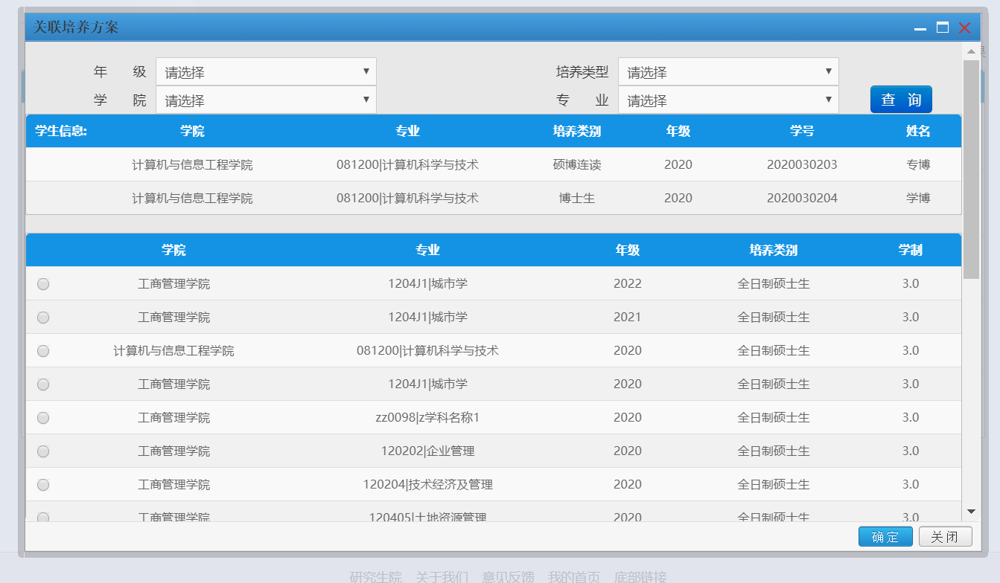 关联培养方案
年 级 请选择 培养类型 请选择
学 院 请选择 专 业 请选择 查 询
学生信息: 学院 专业 培养类别 年级 学号 姓名
计算机与信息工程学院 081200|计算机科学与技术 硕博连读 2020 2020030203 专博
计算机与信息工程学院 081200|计算机科学与技术 博士生 2020 2020030204 学博
学院 专业 年级 培养类别 学制
工商管理学院 1204J1|城市学 2022 全日制硕士生 3.0
工商管理学院 1204J1|城市学 2021 全日制硕士生 3.0
计算机与信息工程学院 081200|计算机科学与技术 2020 全日制硕士生 3.0
工商管理学院 1204J1|城市学 2020 全日制硕士生 3.0
工商管理学院 zz0098|z学科名称1 2020 全日制硕士生 3.0
工商管理学院 120202|企业管理 2020 全日制硕士生 3.0
工商管理学院 120204|技术经济及管理 2020 全日制硕士生 3.0
工商管理学院 120405|土地资源管理 2020 全日制硕士生 3.0
确定 关闭
研究生院 关于我们 意见反馈 我的首页 底部链接